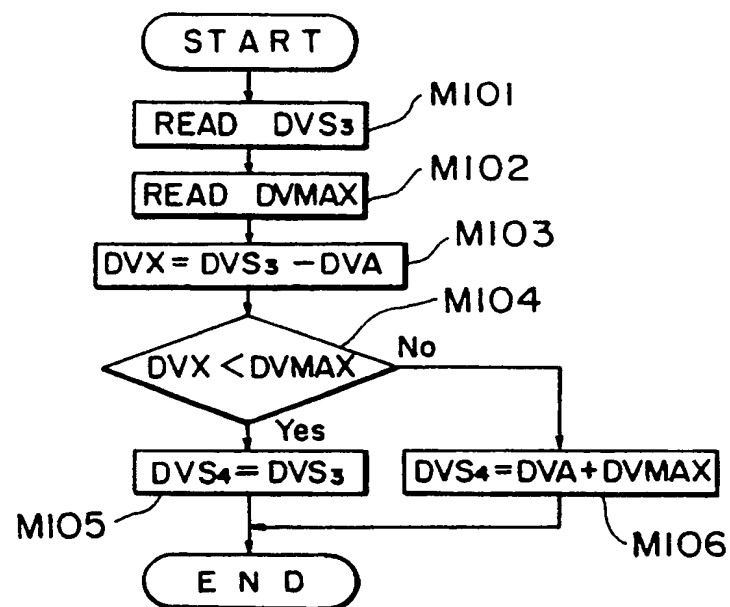 START
M101
READ DVS₃
M102
READ DVMAX
M103
DVX = DVS₃ - DVA
M104
DVX < DVMAX
No
Yes
DVS₄ = DVS₃
DVS₄ = DVA + DVMAX
M105
M106
END